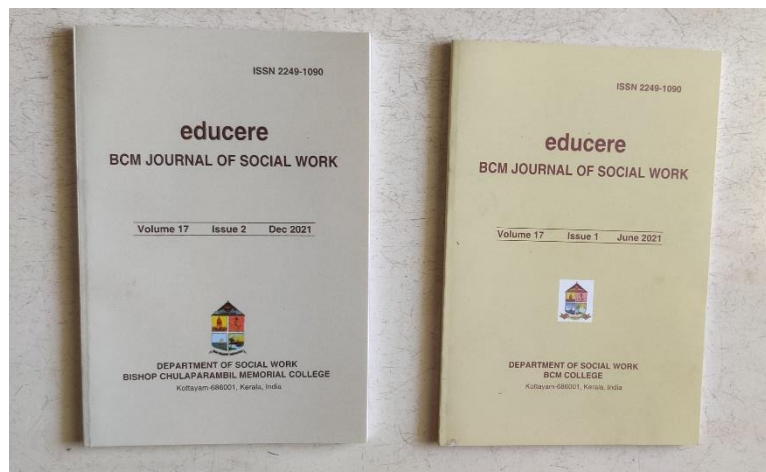 ISSN 2249-1090
educere
BCM JOURNAL OF SOCIAL WORK
Volume 17 Issue 2 Dec 2021
DEPARTMENT OF SOCIAL WORK
BISHOP CHULAPARAMBIL MEMORIAL COLLEGE
Kottayam-686001, Kerala, India
ISSN 2249-1090
educere
BCM JOURNAL OF SOCIAL WORK
Volume 17 Issue 1 June 2021
DEPARTMENT OF SOCIAL WORK
BCM COLLEGE
Kottayam-686001, Kerala, India